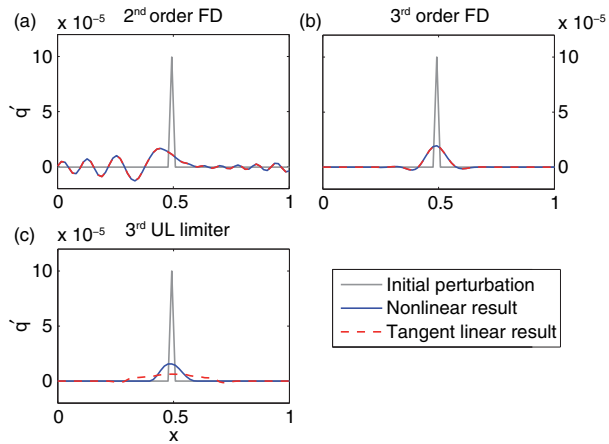 (a) x 10⁻⁵ 2nd order FD
10
5
0
q′
0 0.5 1
(b) 3rd order FD x 10⁻⁵
10
5
0
0 0.5 1
(c) x 10⁻⁵ 3rd UL limiter
10
5
0
q′
0 0.5 1
x
Initial perturbation
Nonlinear result
Tangent linear result